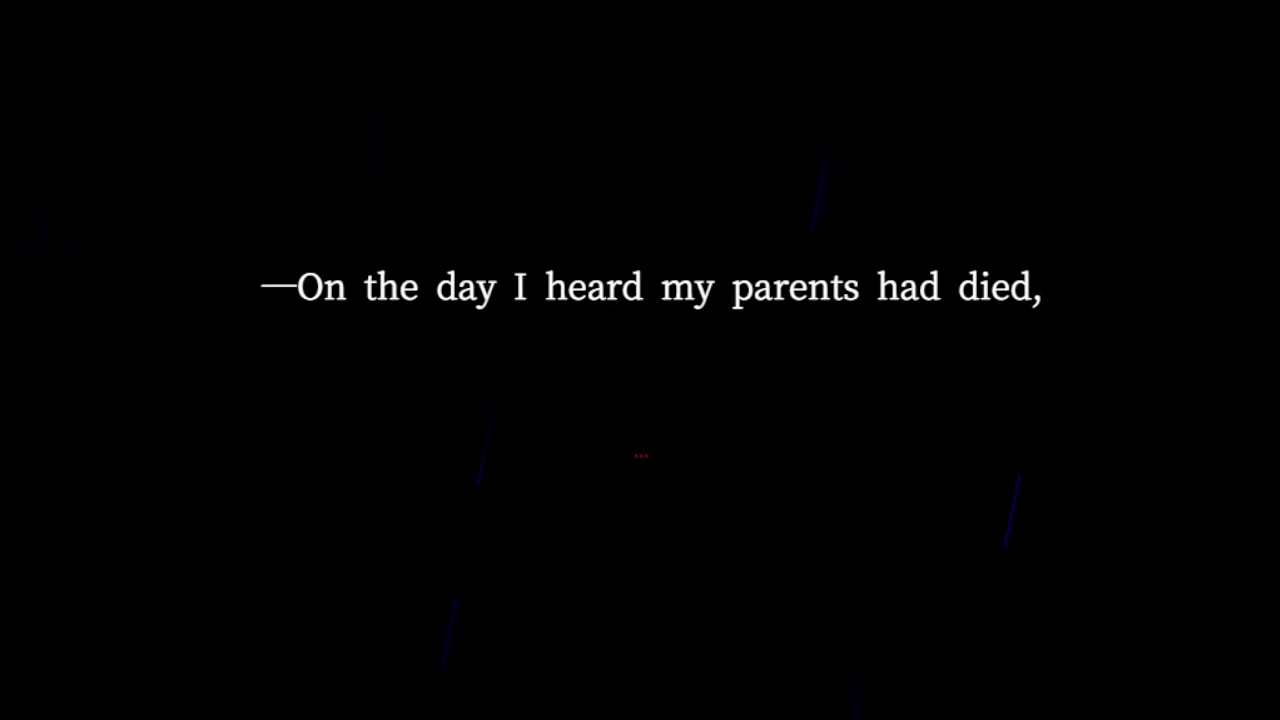 —On the day I heard my parents had died,
...